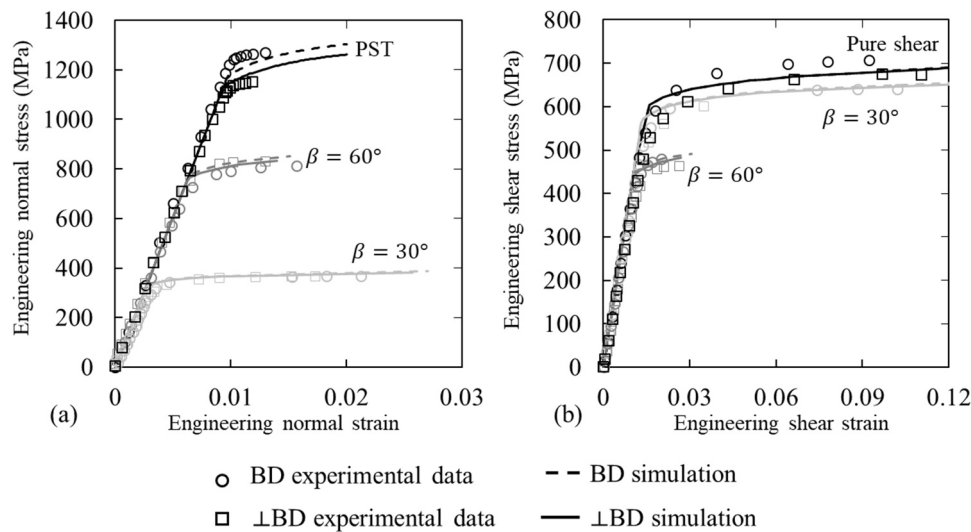 1400
1200
1000
800
600
400
200
0
Engineering normal stress (MPa)
PST
β = 60°
β = 30°
0 0.01 0.02 0.03
(a)
Engineering normal strain
800
700
600
500
400
300
200
100
0
Engineering shear stress (MPa)
Pure shear
β = 30°
β = 60°
0 0.03 0.06 0.09 0.12
(b)
Engineering shear strain
BD experimental data
BD simulation
⊥BD experimental data
⊥BD simulation